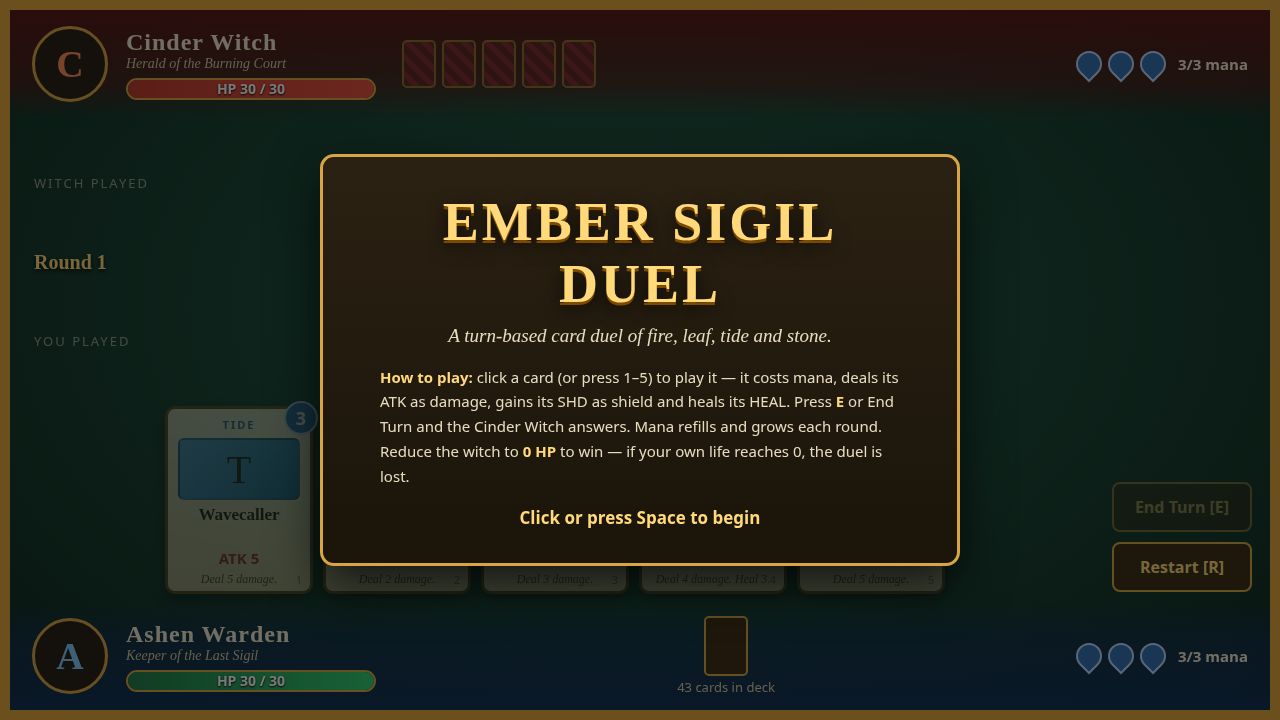 C
Cinder Witch
Herald of the Burning Court
HP 30 / 30
3/3 mana
WITCH PLAYED
Round 1
YOU PLAYED
EMBER SIGIL
DUEL
A turn-based card duel of fire, leaf, tide and stone.
How to play: click a card (or press 1–5) to play it — it costs mana, deals its
ATK as damage, gains its SHD as shield and heals its HEAL. Press E or End
Turn and the Cinder Witch answers. Mana refills and grows each round.
Reduce the witch to 0 HP to win — if your own life reaches 0, the duel is
lost.
Click or press Space to begin
3
TIDE
T
Wavecaller
ATK 5
Deal 5 damage. 1
Deal 2 damage. 2
Deal 3 damage. 3
Deal 4 damage. Heal 3. 4
Deal 5 damage. 5
End Turn [E]
Restart [R]
A
Ashen Warden
Keeper of the Last Sigil
HP 30 / 30
43 cards in deck
3/3 mana